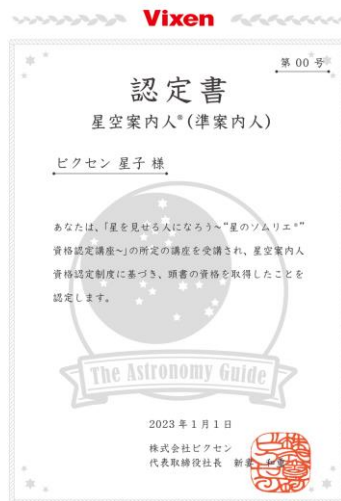 Vixen
第 00 号
認定書
星空案内人®(準案内人)
ビクセン 星子 様
あなたは、「星を見せる人になろう~“星のソムリエ®”
資格認定講座~」の所定の講座を受講され、星空案内人
資格認定制度に基づき、頭書の資格を取得したことを
認定します。
The Astronomy Guide
2023 年 1 月 1 日
株式会社ビクセン
代表取締役社長 新妻 和重